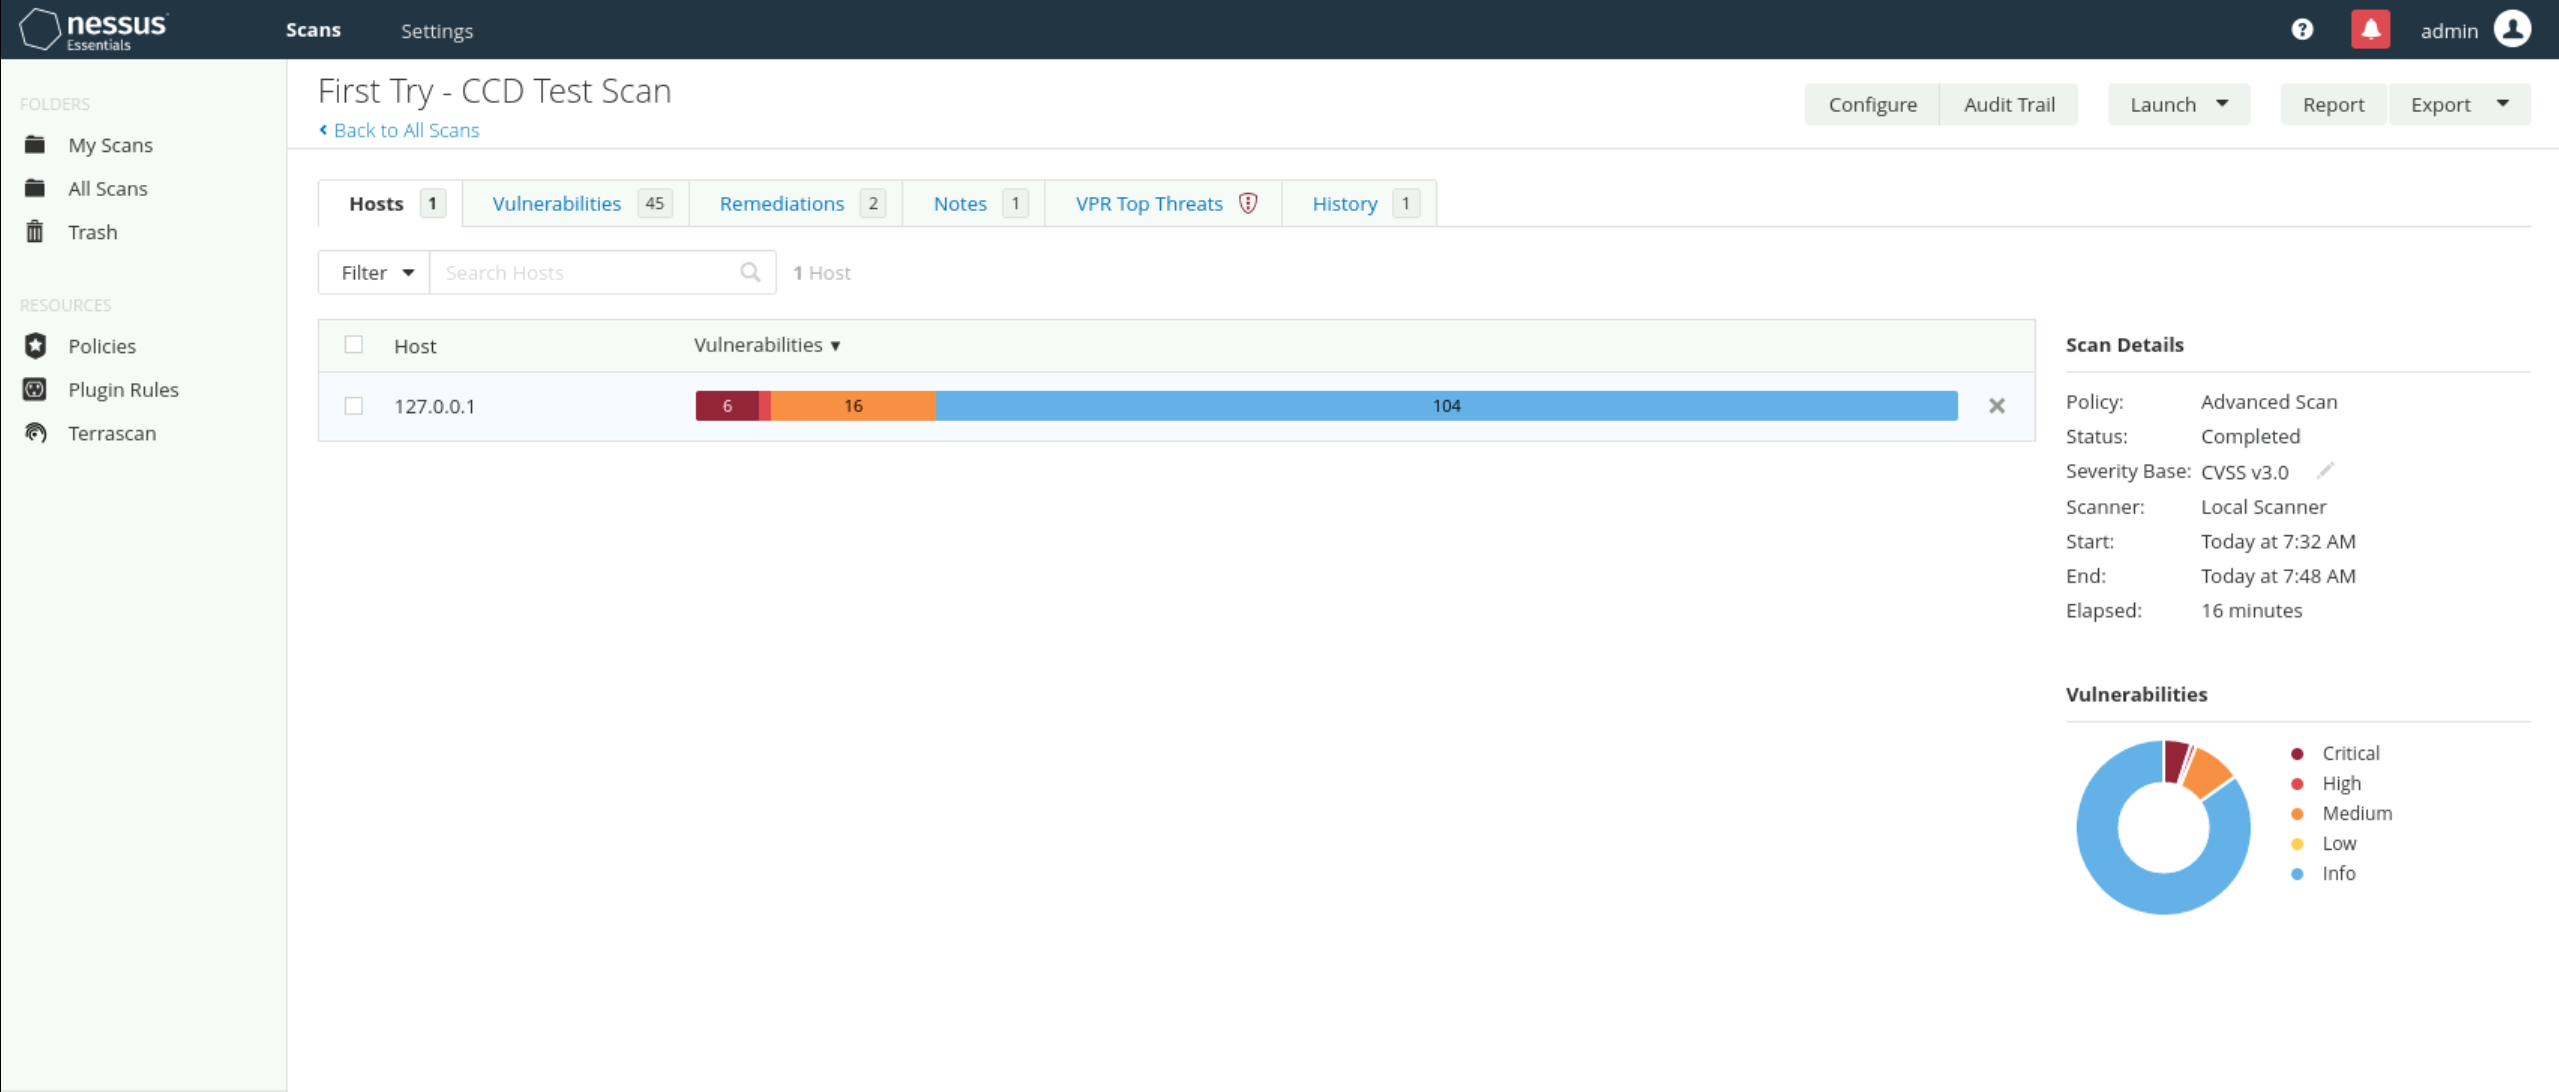 nessus
Essentials
Scans
Settings
admin
FOLDERS
My Scans
All Scans
Trash
RESOURCES
Policies
Plugin Rules
Terrascan
First Try - CCD Test Scan
Back to All Scans
Configure
Audit Trail
Launch
Report
Export
Hosts 1
Vulnerabilities 45
Remediations 2
Notes 1
VPR Top Threats
History 1
Filter
Search Hosts
1 Host
Host
Vulnerabilities
127.0.0.1
6
16
104
Scan Details
Policy: Advanced Scan
Status: Completed
Severity Base: CVSS v3.0
Scanner: Local Scanner
Start: Today at 7:32 AM
End: Today at 7:48 AM
Elapsed: 16 minutes
Vulnerabilities
Critical
High
Medium
Low
Info